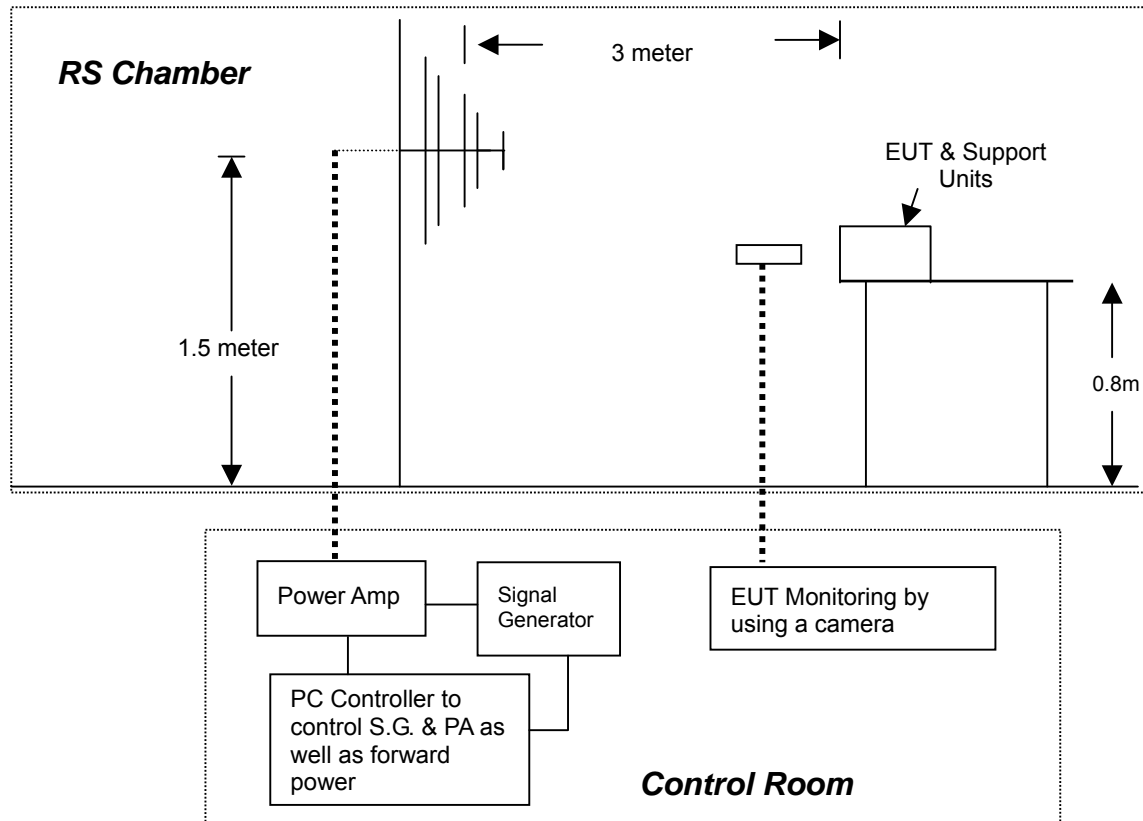 3 meter
RS Chamber
EUT & Support
Units
1.5 meter
0.8m
Power Amp
Signal
Generator
EUT Monitoring by
using a camera
PC Controller to
control S.G. & PA as
well as forward
power
Control Room